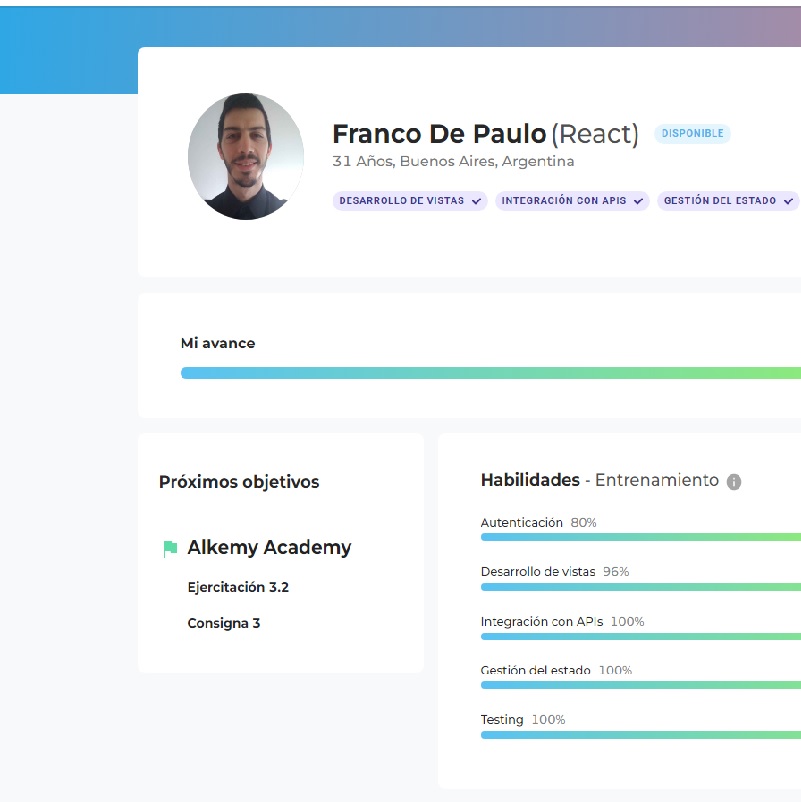 Franco De Paulo (React) DISPONIBLE
31 Años, Buenos Aires, Argentina
DESARROLLO DE VISTAS INTEGRACIÓN CON APIS GESTIÓN DEL ESTADO
Mi avance
Próximos objetivos
Alkemy Academy
Ejercitación 3.2
Consigna 3
Habilidades - Entrenamiento
Autenticación 80%
Desarrollo de vistas 96%
Integración con APIs 100%
Gestión del estado 100%
Testing 100%